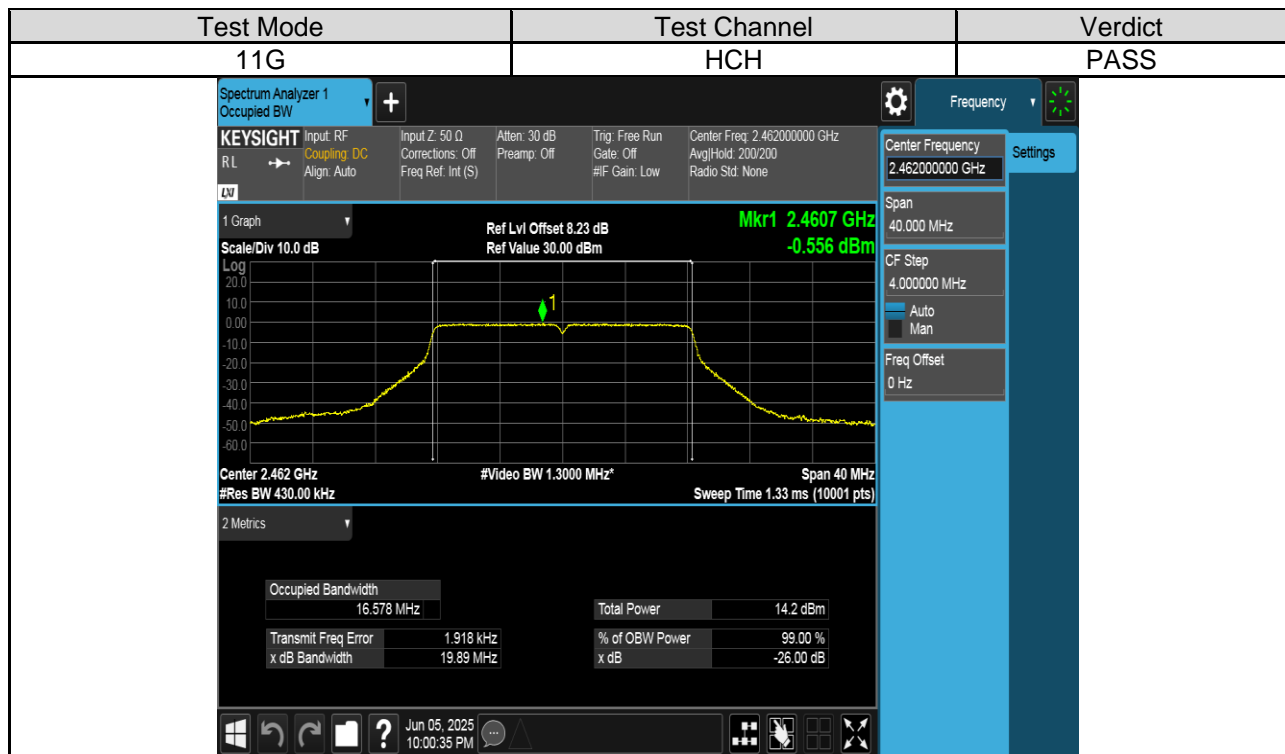 Test Mode Test Channel Verdict
11G HCH PASS
Spectrum Analyzer 1
Occupied BW
+
Frequency
KEYSIGHT Input: RF Input Z: 50 Ω Atten: 30 dB Trig: Free Run Center Freq: 2.462000000 GHz
RL Coupling: DC Corrections: Off Preamp: Off Gate: Off Avg|Hold: 200/200
Align: Auto Freq Ref: Int (S) #IF Gain: Low Radio Std: None
LXI
Center Frequency
2.462000000 GHz
Settings
Span
40.000 MHz
CF Step
4.000000 MHz
Auto
Man
Freq Offset
0 Hz
1 Graph
Ref Lvl Offset 8.23 dB Mkr1 2.4607 GHz
Scale/Div 10.0 dB Ref Value 30.00 dBm -0.556 dBm
Log
20.0
10.0
1
0.00
-10.0
-20.0
-30.0
-40.0
-50.0
-60.0
Center 2.462 GHz #Video BW 1.3000 MHz* Span 40 MHz
#Res BW 430.00 kHz Sweep Time 1.33 ms (10001 pts)
2 Metrics
Occupied Bandwidth
16.578 MHz Total Power 14.2 dBm
Transmit Freq Error 1.918 kHz % of OBW Power 99.00 %
x dB Bandwidth 19.89 MHz x dB -26.00 dB
? Jun 05, 2025
10:00:35 PM